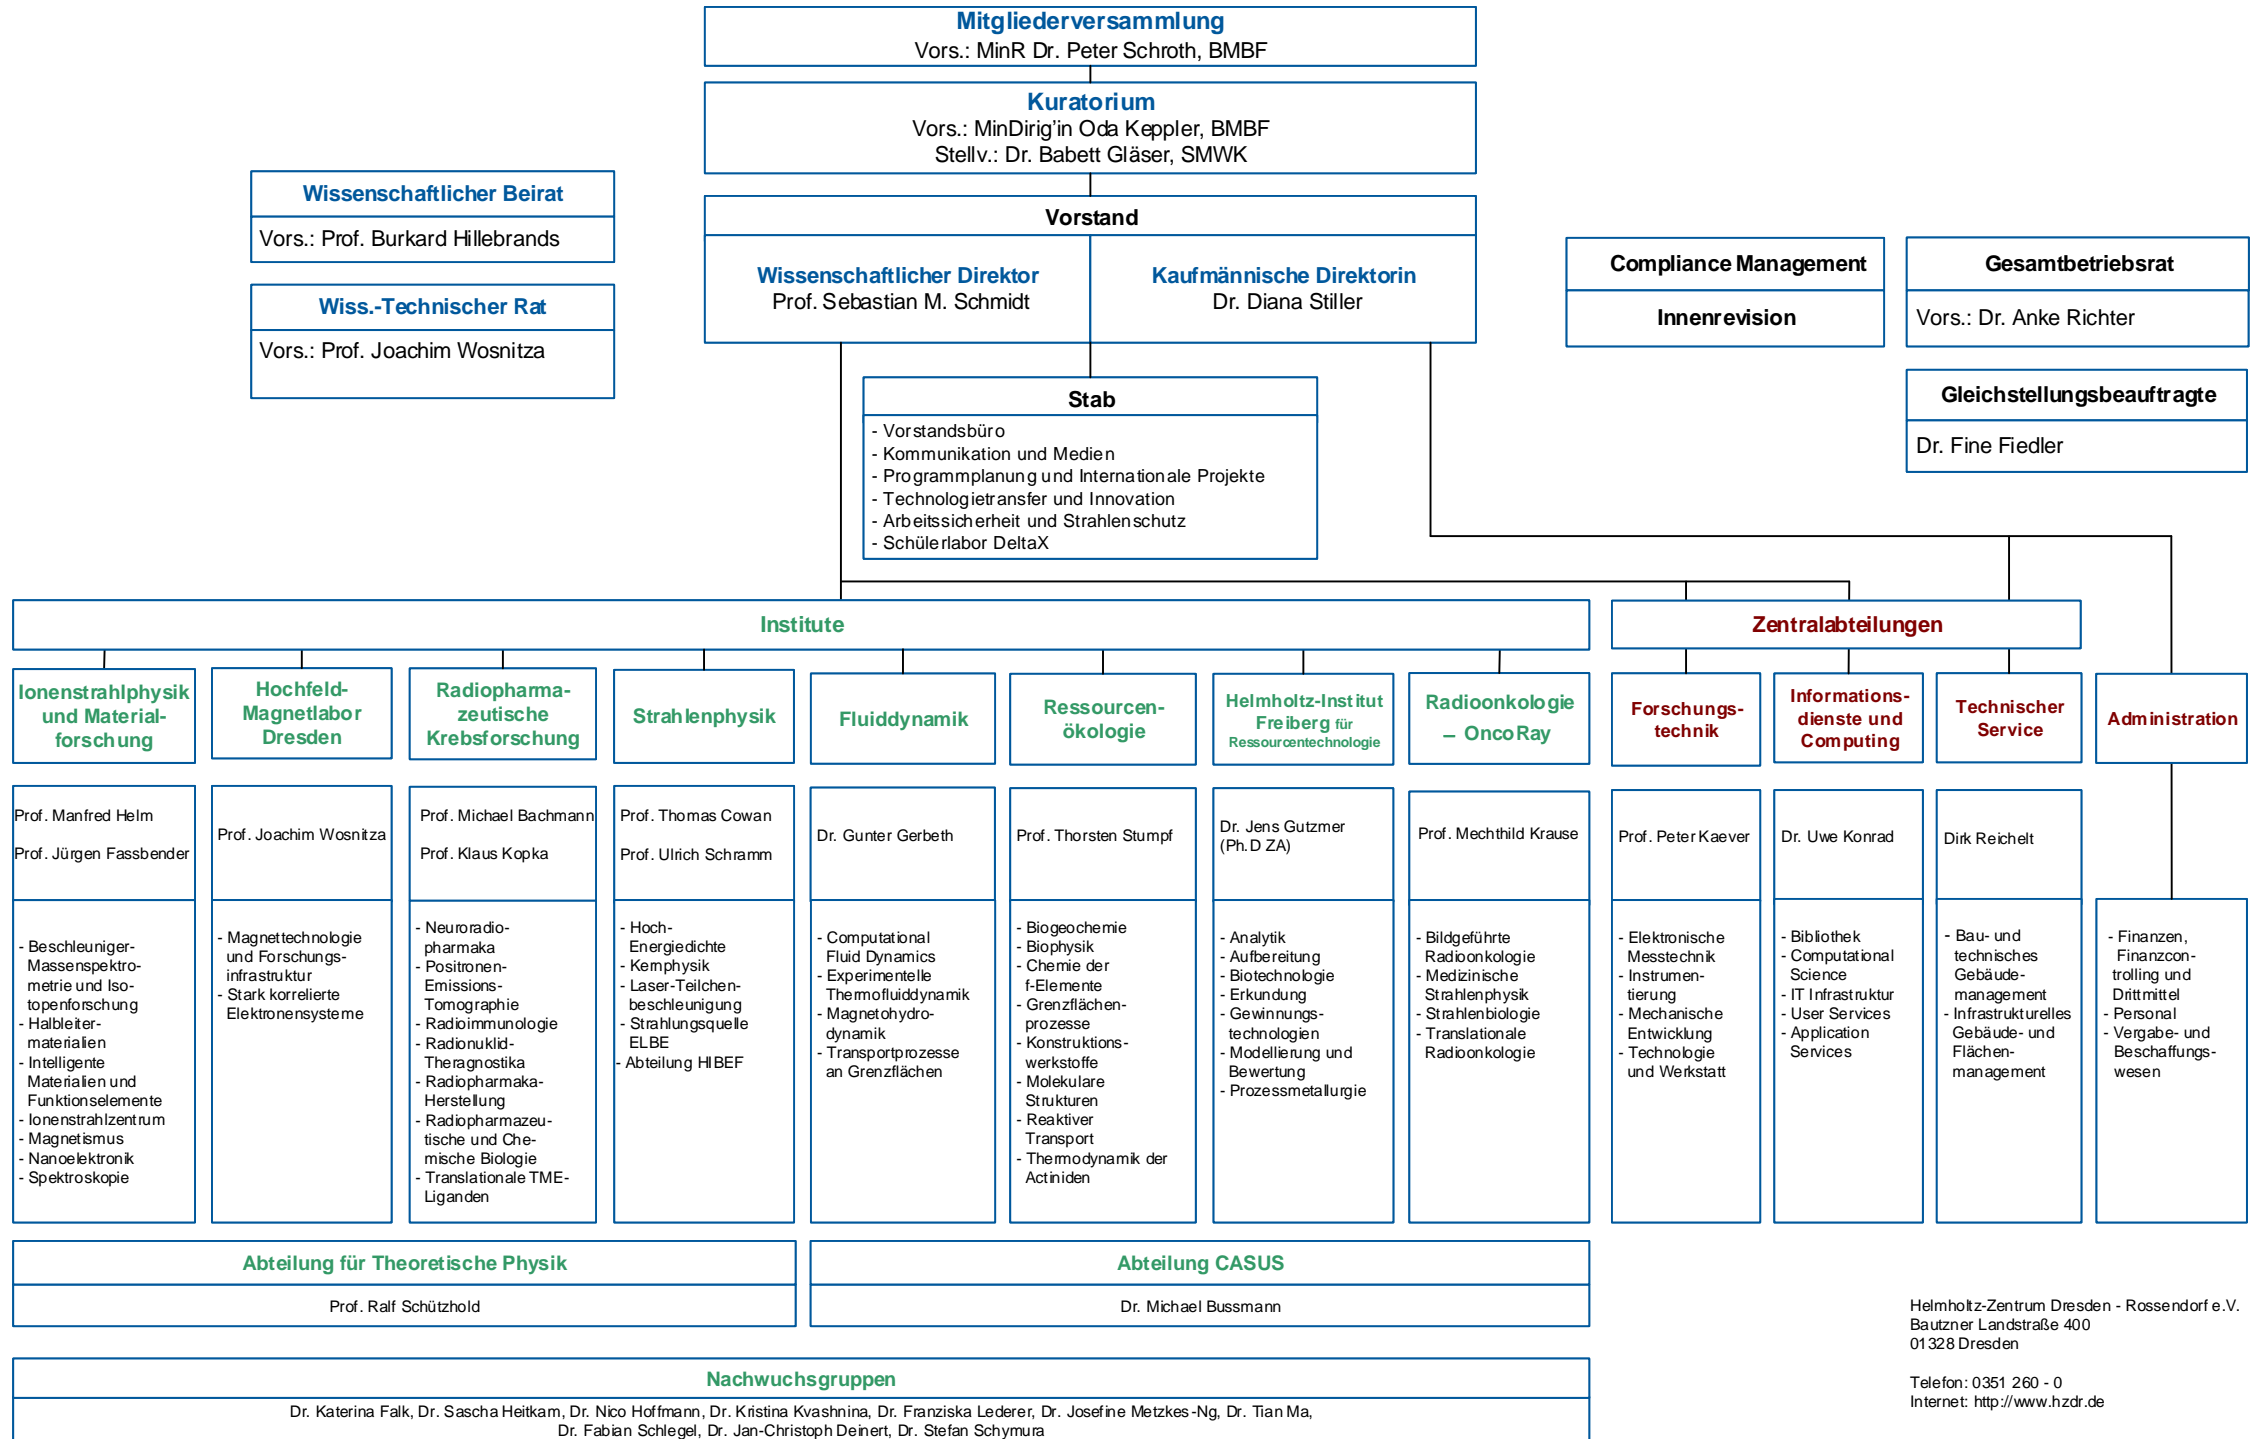 Mitgliederversammlung
Vors.: MinR Dr. Peter Schroth, BMBF
Kuratorium
Vors.: MinDirig'in Oda Keppler, BMBF
Stellv.: Dr. Babett Gläser, SMWK
Wissenschaftlicher Beirat
Vors.: Prof. Burkard Hillebrands
Wiss.-Technischer Rat
Vors.: Prof. Joachim Wosnitza
Vorstand
Wissenschaftlicher Direktor
Prof. Sebastian M. Schmidt
Kaufmännische Direktorin
Dr. Diana Stiller
Compliance Management
Innenrevision
Gesamtbetriebsrat
Vors.: Dr. Anke Richter
Gleichstellungsbeauftragte
Dr. Fine Fiedler
Stab
- Vorstandsbüro
- Kommunikation und Medien
- Programmplanung und Internationale Projekte
- Technologietransfer und Innovation
- Arbeitssicherheit und Strahlenschutz
- Schülerlabor DeltaX
Institute
Ionenstrahlphysik
und Material-
forschung
Prof. Manfred Helm
Prof. Jürgen Fassbender
- Beschleuniger-
Massenspektro-
metrie und Iso-
topenforschung
- Halbleiter-
materialien
- Intelligente
Materialien und
Funktionselemente
- Ionenstrahlzentrum
- Magnetismus
- Nanoelektronik
- Spektroskopie
Hochfeld-
Magnetlabor
Dresden
Prof. Joachim Wosnitza
- Magnettechnologie
und Forschungs-
infrastruktur
- Stark korrelierte
Elektronensysteme
Radiopharma-
zeutische
Krebsforschung
Prof. Michael Bachmann
Prof. Klaus Kopka
- Neuroradio-
pharmaka
- Positronen-
Emissions-
Tomographie
- Radioimmunologie
- Radionuklid-
Theragnostika
- Radiopharmaka-
Herstellung
- Radiopharmazeu-
tische und Che-
mische Biologie
- Translationale TME-
Liganden
Strahlenphysik
Prof. Thomas Cowan
Prof. Ulrich Schramm
- Hoch-
Energiedichte
- Kernphysik
- Laser-Teilchen-
beschleunigung
- Strahlungsquelle
ELBE
- Abteilung HIBEF
Fluiddynamik
Dr. Gunter Gerbeth
- Computational
Fluid Dynamics
- Experimentelle
Thermofluiddynamik
- Magnetohydro-
dynamik
- Transportprozesse
an Grenzflächen
Ressourcen-
ökologie
Prof. Thorsten Stumpf
- Biogeochemie
- Biophysik
- Chemie der
f-Elemente
- Grenzflächen-
prozesse
- Konstruktions-
werkstoffe
- Molekulare
Strukturen
- Reaktiver
Transport
- Thermodynamik der
Actiniden
Helmholtz-Institut
Freiberg für
Ressourcentechnologie
Dr. Jens Gutzmer
(Ph.D ZA)
- Analytik
- Aufbereitung
- Biotechnologie
- Erkundung
- Gewinnungs-
technologien
- Modellierung und
Bewertung
- Prozessmetallurgie
Radioonkologie
– OncoRay
Prof. Mechthild Krause
- Bildgeführte
Radioonkologie
- Medizinische
Strahlenphysik
- Strahlenbiologie
- Translationale
Radioonkologie
Zentralabteilungen
Forschungs-
technik
Prof. Peter Kaever
- Elektronische
Messtechnik
- Instrumen-
tierung
- Mechanische
Entwicklung
- Technologie
und Werkstatt
Informations-
dienste und
Computing
Dr. Uwe Konrad
- Bibliothek
- Computational
Science
- IT Infrastruktur
- User Services
- Application
Services
Technischer
Service
Dirk Reichelt
- Bau- und
technisches
Gebäude-
management
- Infrastrukturelles
Gebäude- und
Flächen-
management
Administration
- Finanzen,
Finanzcon-
trolling und
Drittmittel
- Personal
- Vergabe- und
Beschaffungs-
wesen
Abteilung für Theoretische Physik
Prof. Ralf Schützhold
Abteilung CASUS
Dr. Michael Bussmann
Nachwuchsgruppen
Dr. Katerina Falk, Dr. Sascha Heitkam, Dr. Nico Hoffmann, Dr. Kristina Kvashnina, Dr. Franziska Lederer, Dr. Josefine Metzkes-Ng, Dr. Tian Ma,
Dr. Fabian Schlegel, Dr. Jan-Christoph Deinert, Dr. Stefan Schymura
Helmholtz-Zentrum Dresden - Rossendorf e.V.
Bautzner Landstraße 400
01328 Dresden
Telefon: 0351 260 - 0
Internet: http://www.hzdr.de